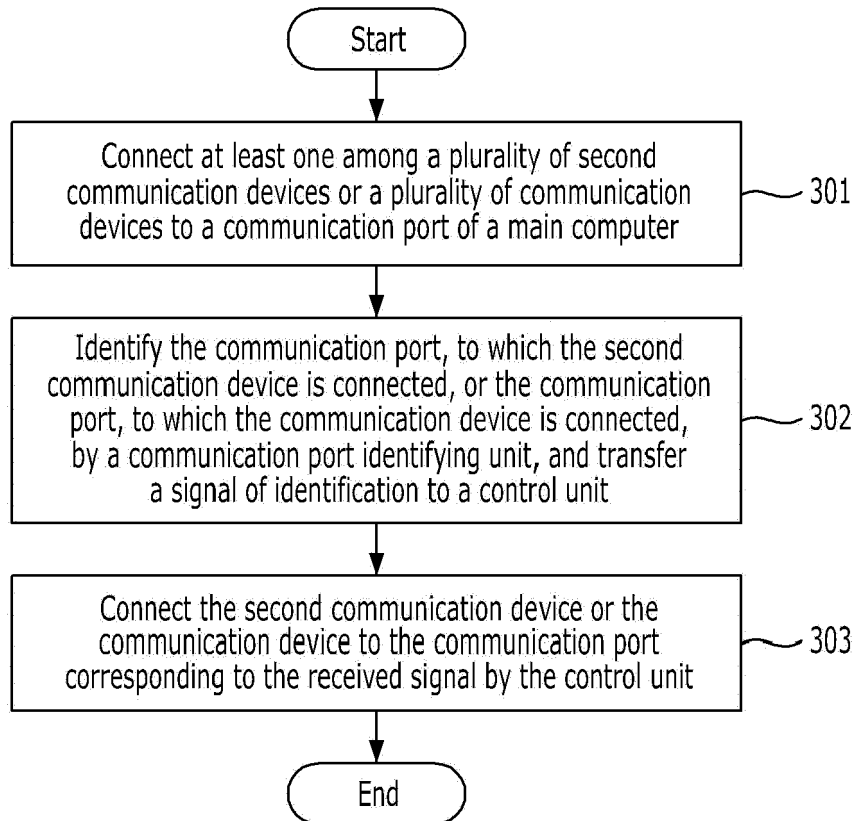 Start
Connect at least one among a plurality of second
communication devices or a plurality of communication
devices to a communication port of a main computer
301
Identify the communication port, to which the second
communication device is connected, or the communication
port, to which the communication device is connected,
by a communication port identifying unit, and transfer
a signal of identification to a control unit
302
Connect the second communication device or the
communication device to the communication port
corresponding to the received signal by the control unit
303
End